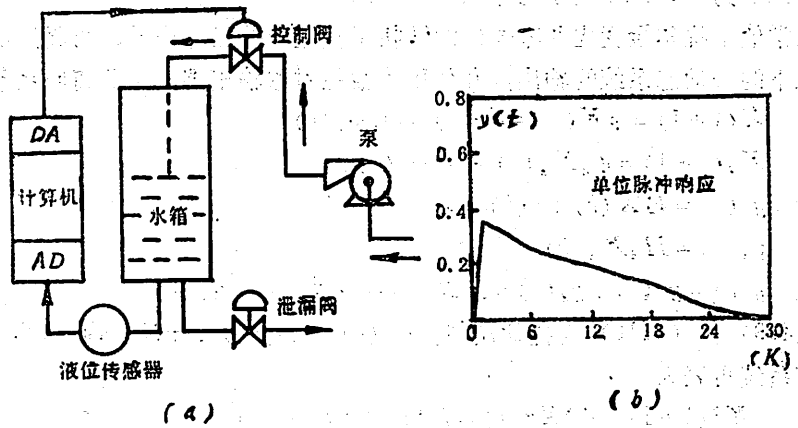 控制阀
DA
计算机
AD
水箱
泵
泄漏阀
液位传感器
(a)
0.8
y(t)
0.6
单位脉冲响应
0.4
0.2
0 6 12 18 24 30
(K)
(b)